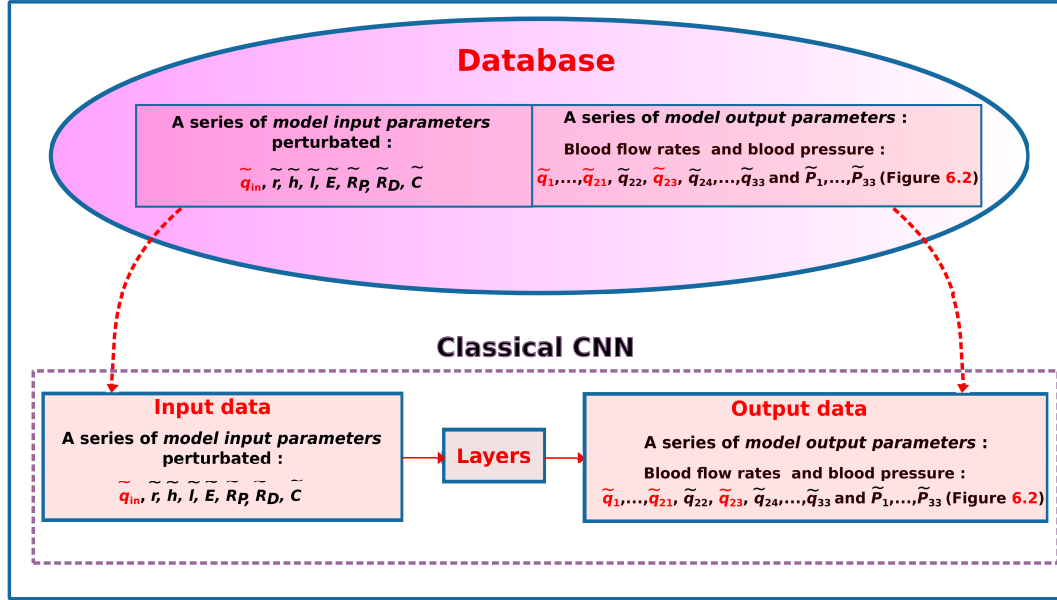 Database
A series of model input parameters
perturbated :
q̃in, r̃, h̃, l̃, Ẽ, R̃P, R̃D, C̃
A series of model output parameters :
Blood flow rates and blood pressure :
q̃1,...,q̃21, q̃22, q̃23, q̃24,...,q̃33 and P̃1,...,P̃33 (Figure 6.2)
Classical CNN
Input data
A series of model input parameters
perturbated :
q̃in, r̃, h̃, l̃, Ẽ, R̃P, R̃D, C̃
Layers
Output data
A series of model output parameters :
Blood flow rates and blood pressure :
q̃1,...,q̃21, q̃22, q̃23, q̃24,...,q̃33 and P̃1,...,P̃33 (Figure 6.2)